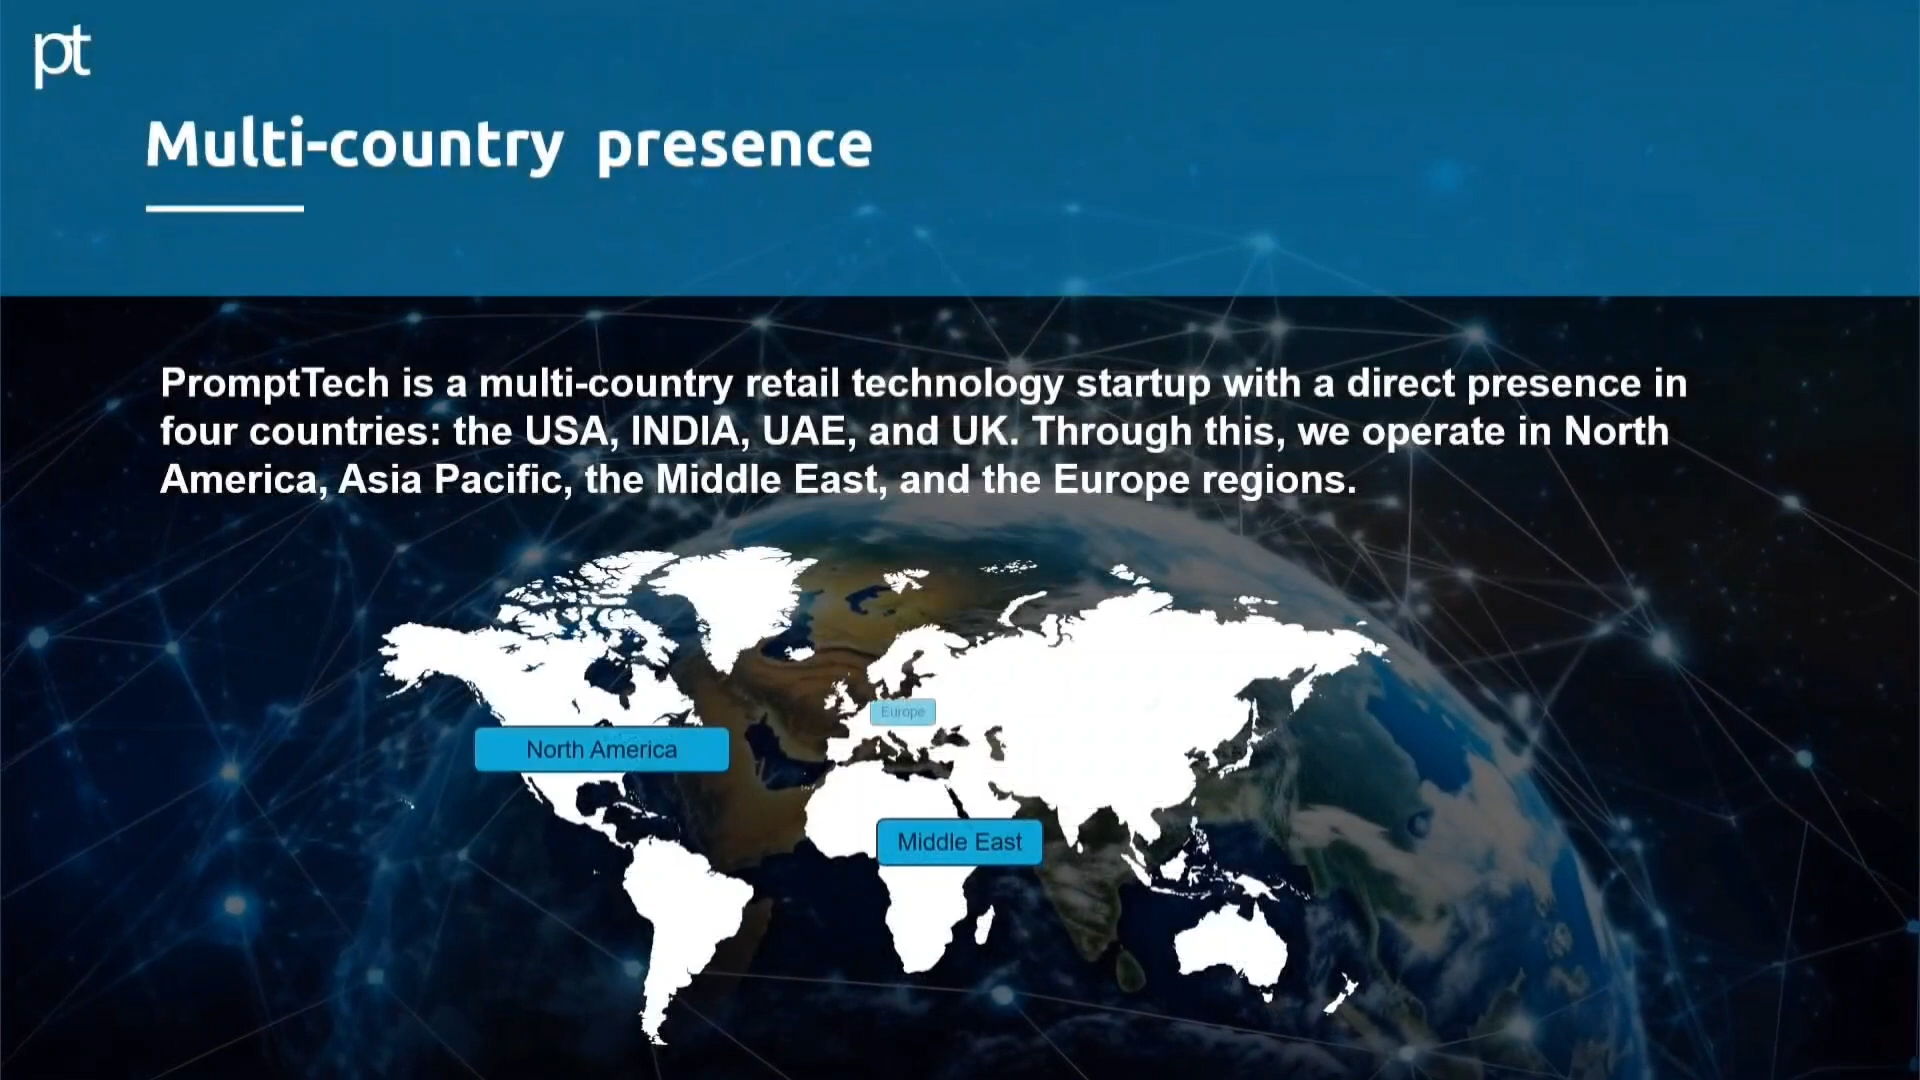 pt
Multi-country presence
PromptTech is a multi-country retail technology startup with a direct presence in
four countries: the USA, INDIA, UAE, and UK. Through this, we operate in North
America, Asia Pacific, the Middle East, and the Europe regions.
Europe
North America
Middle East